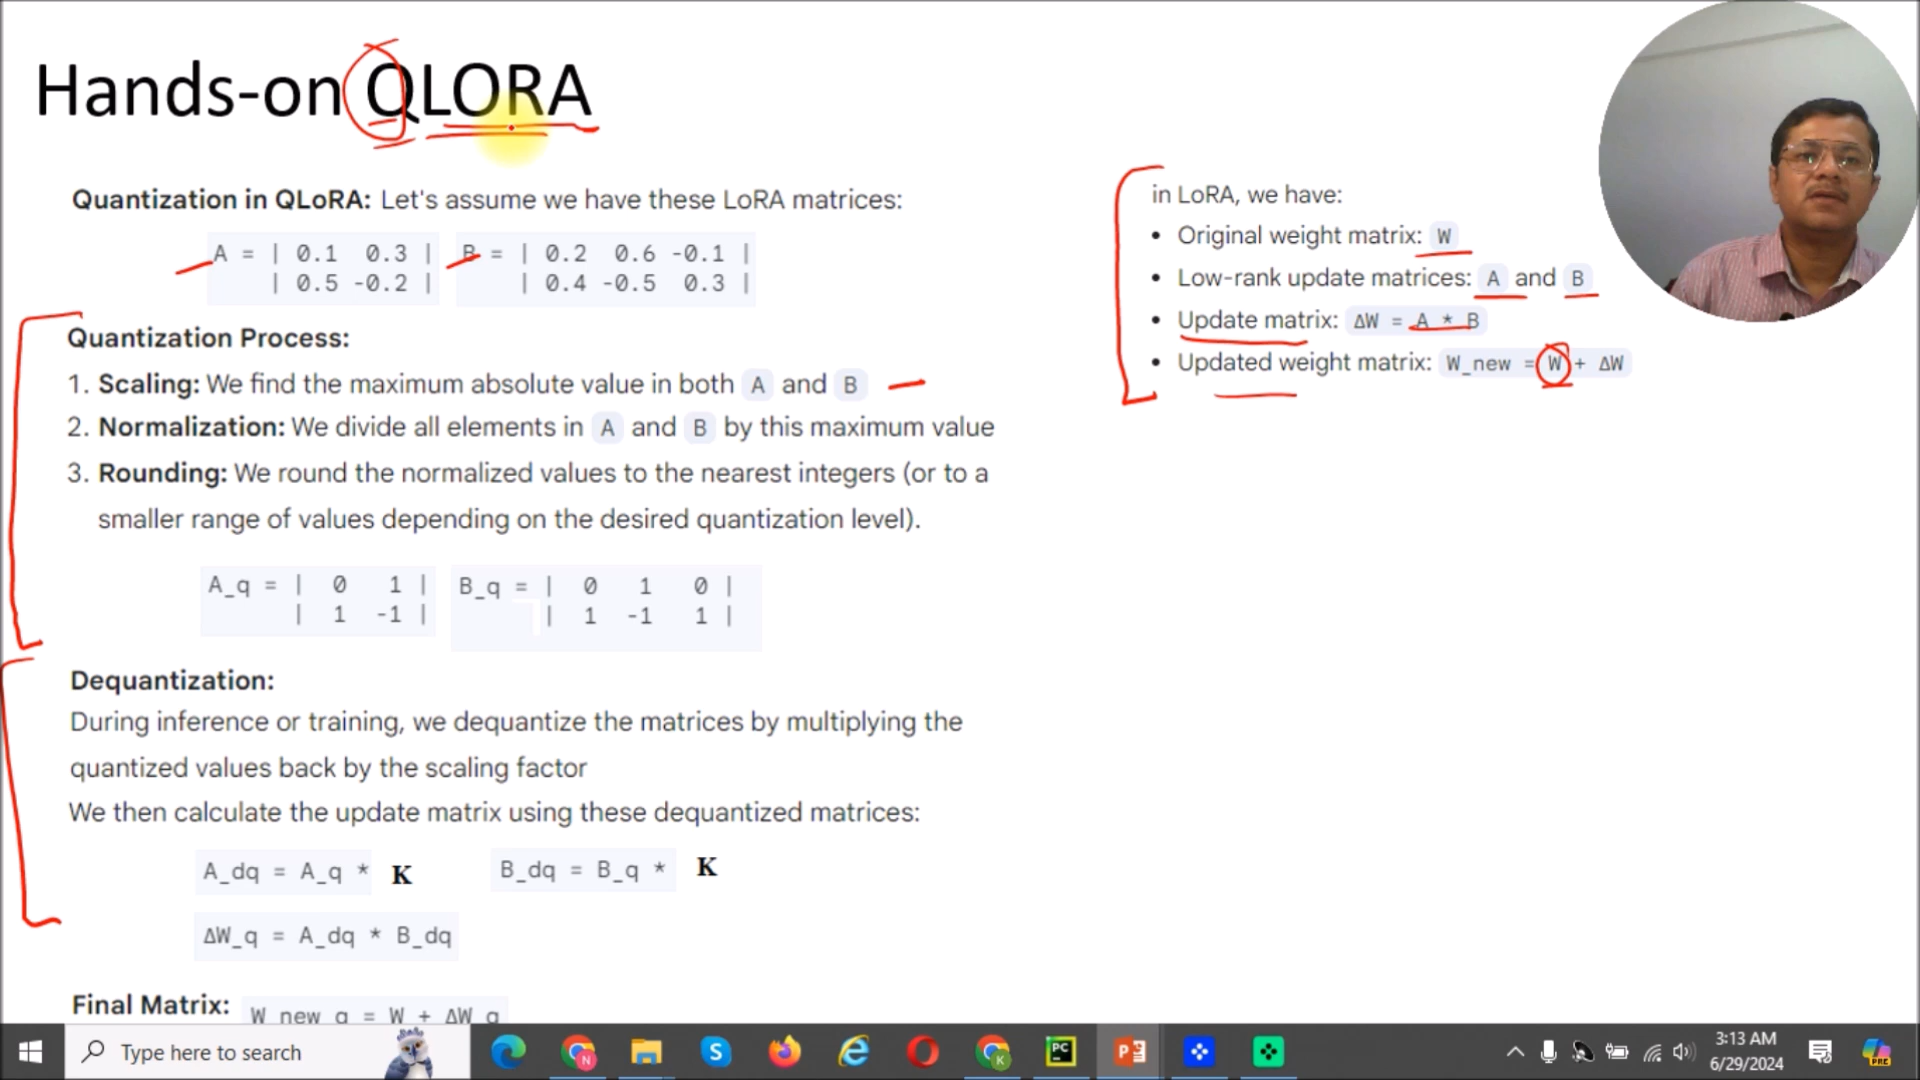 Hands-on QLORA
Quantization in QLoRA: Let's assume we have these LoRA matrices:
A = | 0.1 0.3 | B = | 0.2 0.6 -0.1 |
| 0.5 -0.2 | | 0.4 -0.5 0.3 |
Quantization Process:
1. Scaling: We find the maximum absolute value in both A and B
2. Normalization: We divide all elements in A and B by this maximum value
3. Rounding: We round the normalized values to the nearest integers (or to a
smaller range of values depending on the desired quantization level).
A_q = | 0 1 | B_q = | 0 1 0 |
| 1 -1 | | 1 -1 1 |
Dequantization:
During inference or training, we dequantize the matrices by multiplying the
quantized values back by the scaling factor
We then calculate the update matrix using these dequantized matrices:
A_dq = A_q * K B_dq = B_q * K
ΔW_q = A_dq * B_dq
Final Matrix: W_new_q = W + ΔW_q
in LoRA, we have:
• Original weight matrix: W
• Low-rank update matrices: A and B
• Update matrix: ΔW = A * B
• Updated weight matrix: W_new = W + ΔW
Type here to search
3:13 AM
6/29/2024